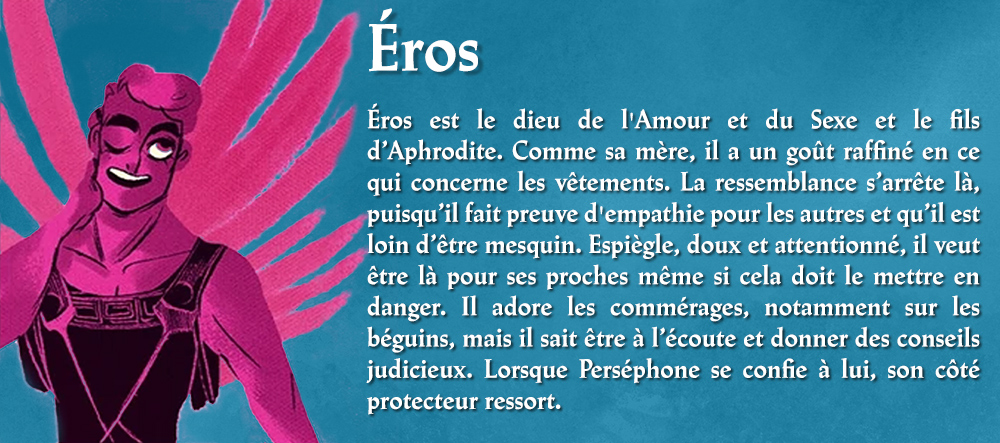 Éros
Éros est le dieu de l'Amour et du Sexe et le fils
d’Aphrodite. Comme sa mère, il a un goût raffiné en ce
qui concerne les vêtements. La ressemblance s’arrête là,
puisqu’il fait preuve d'empathie pour les autres et qu’il est
loin d’être mesquin. Espiègle, doux et attentionné, il veut
être là pour ses proches même si cela doit le mettre en
danger. Il adore les commérages, notamment sur les
béguins, mais il sait être à l’écoute et donner des conseils
judicieux. Lorsque Perséphone se confie à lui, son côté
protecteur ressort.